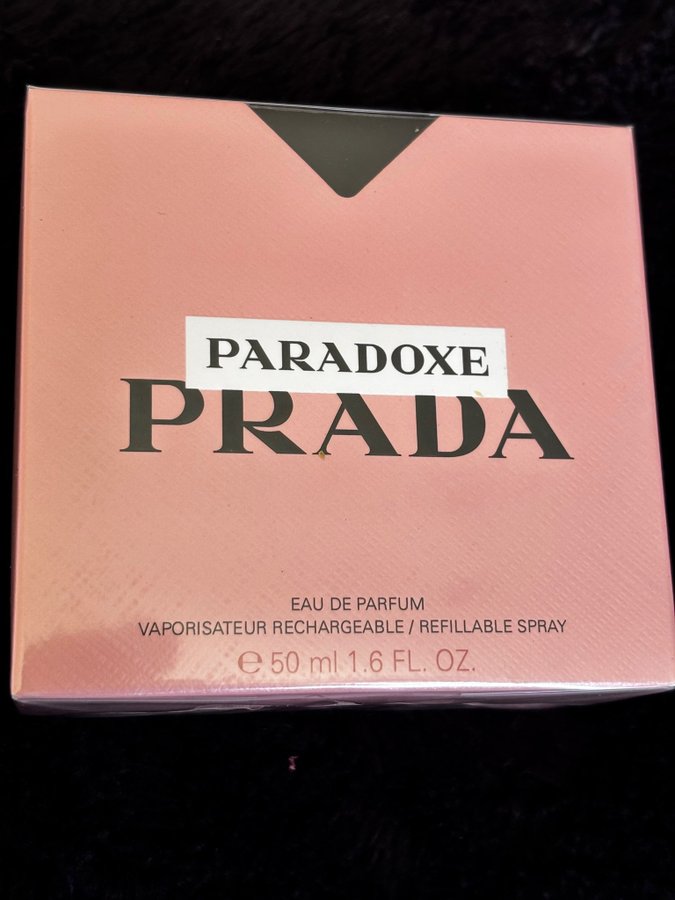 PARADOXE
PRADA
EAU DE PARFUM
VAPORISATEUR RECHARGEABLE / REFILLABLE SPRAY
℮ 50 ml 1.6 FL. OZ.